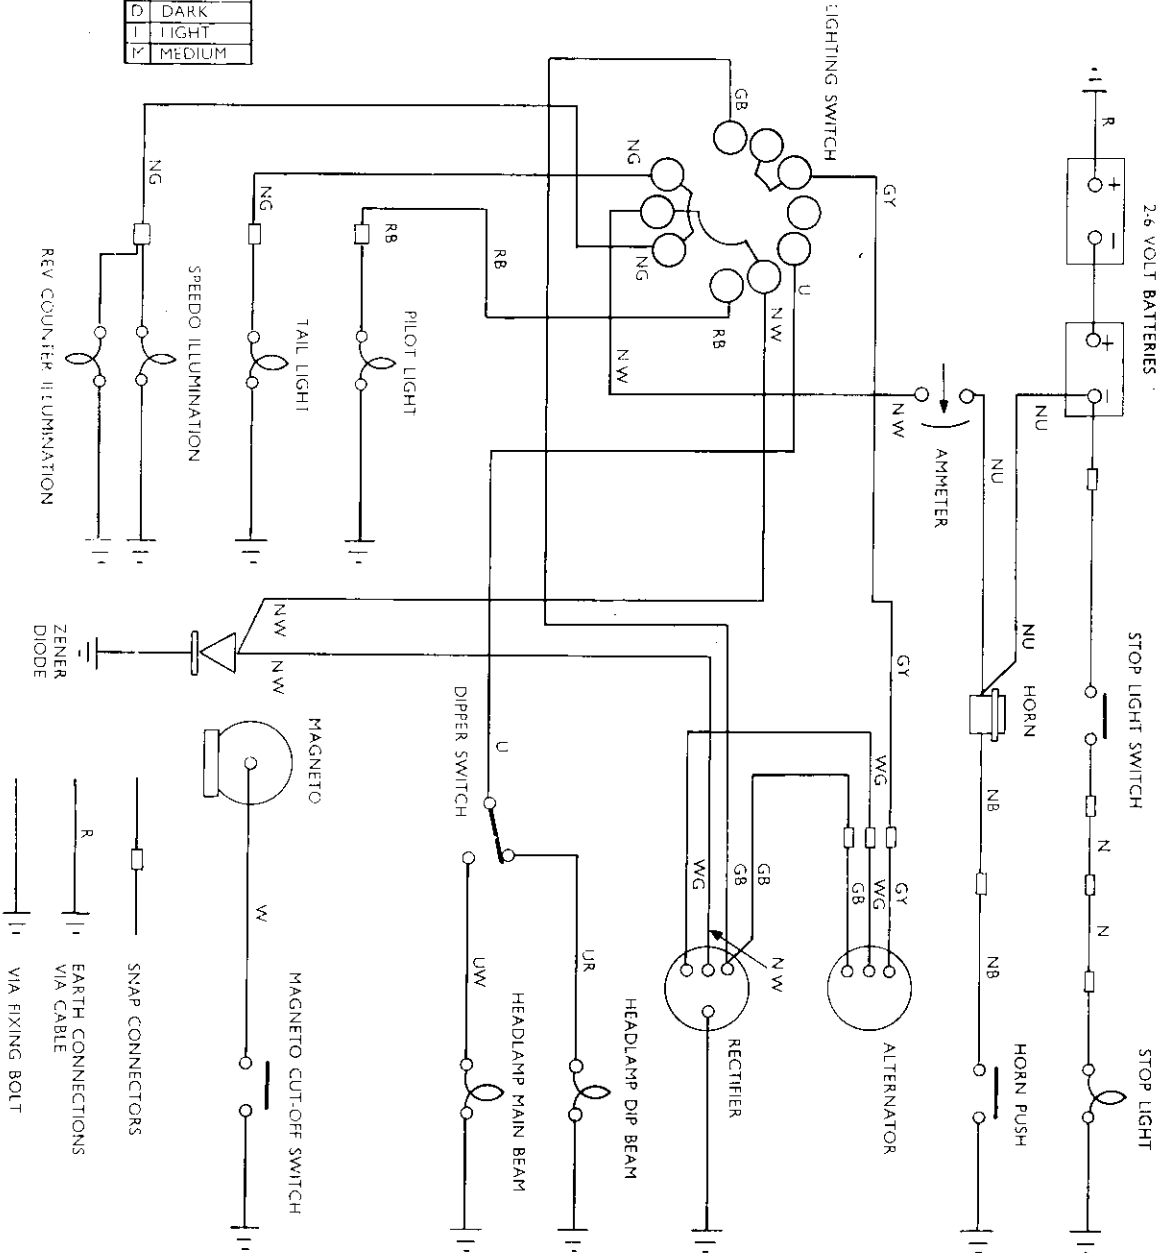 D DARK
L LIGHT
M MEDIUM
LIGHTING SWITCH
2-6 VOLT BATTERIES
R
+
–
+
–
GB
GY
NG
NG
NG
NG
RB
RB
RB
U
NW
NW
NW
NU
NU
NU
AMMETER
PILOT LIGHT
TAIL LIGHT
SPEEDO ILLUMINATION
REV COUNTER ILLUMINATION
STOP LIGHT SWITCH
HORN
GY
NW
NW
ZENER
DIODE
MAGNETO
DIPPER SWITCH
U
WG
NB
N
N
GB
GB
WG
GY
WG
GB
NW
NB
W
UW
UR
R
SNAP CONNECTORS
EARTH CONNECTIONS
VIA CABLE
VIA FIXING BOLT
MAGNETO CUT-OFF SWITCH
HEADLAMP MAIN BEAM
HEADLAMP DIP BEAM
RECTIFIER
ALTERNATOR
HORN PUSH
STOP LIGHT